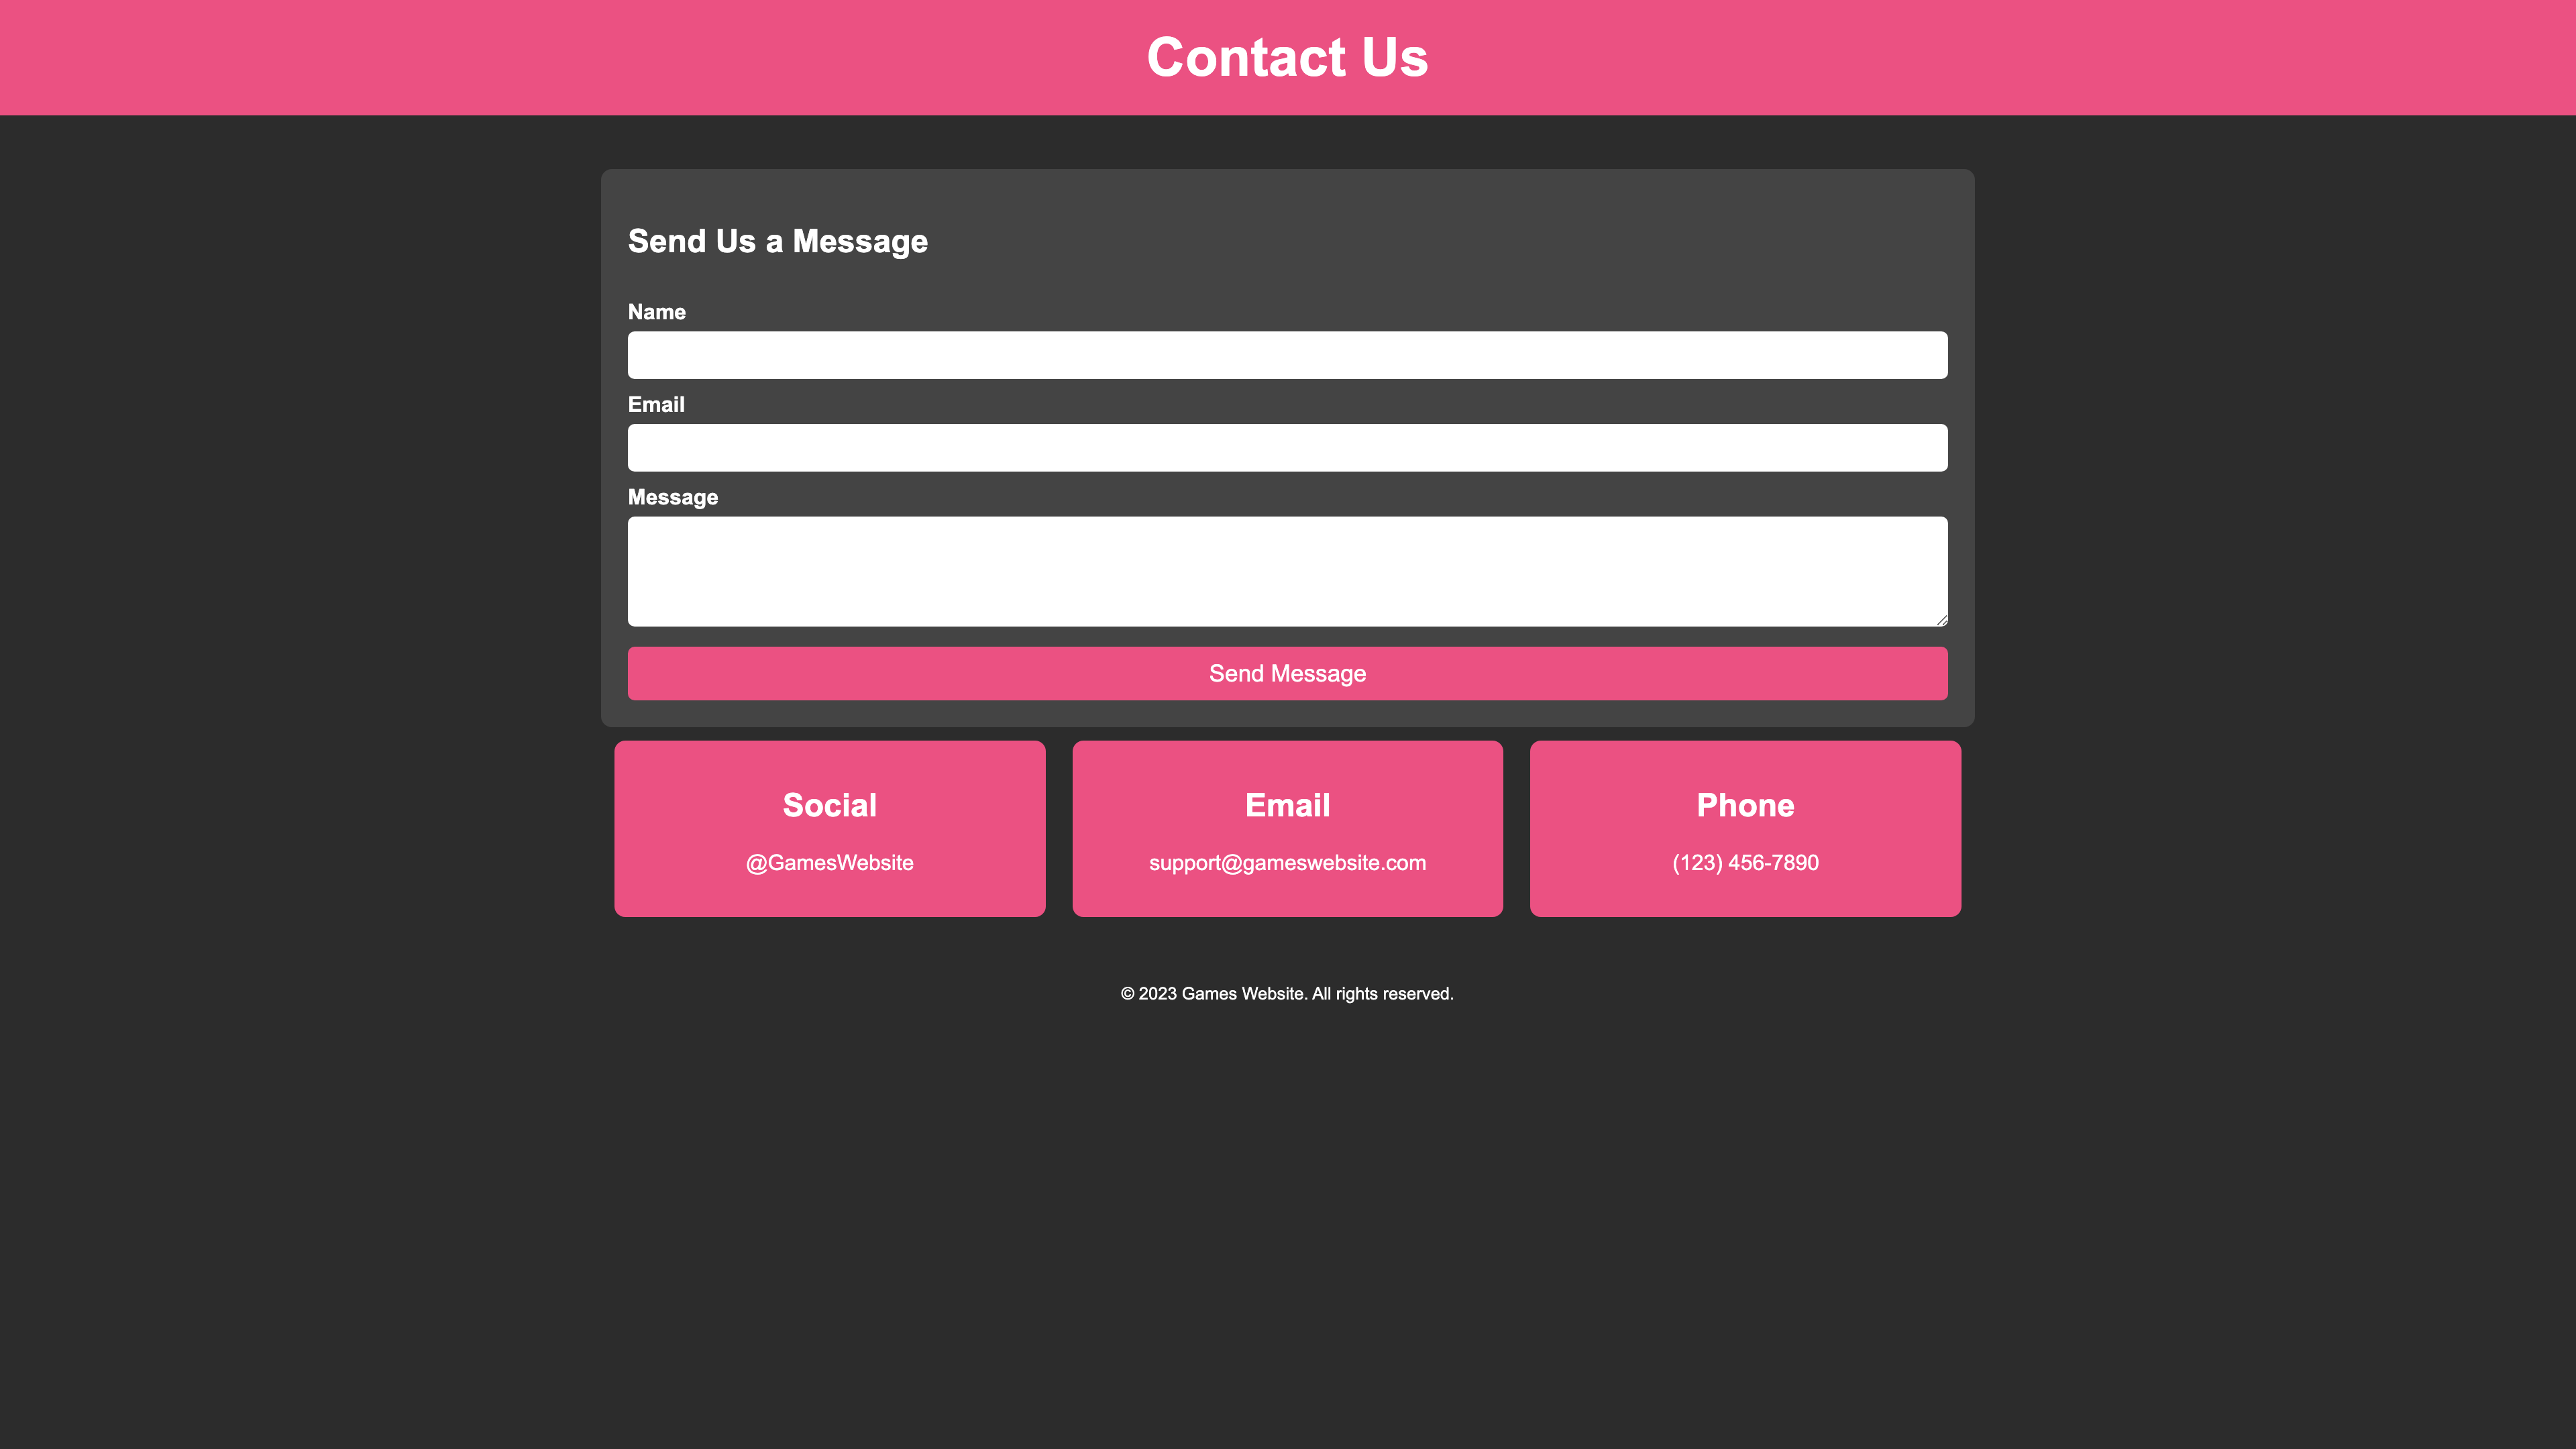 Contact Us
Send Us a Message
Name
Email
Message
Send Message
Social
@GamesWebsite
Email
support@gameswebsite.com
Phone
(123) 456-7890
© 2023 Games Website. All rights reserved.